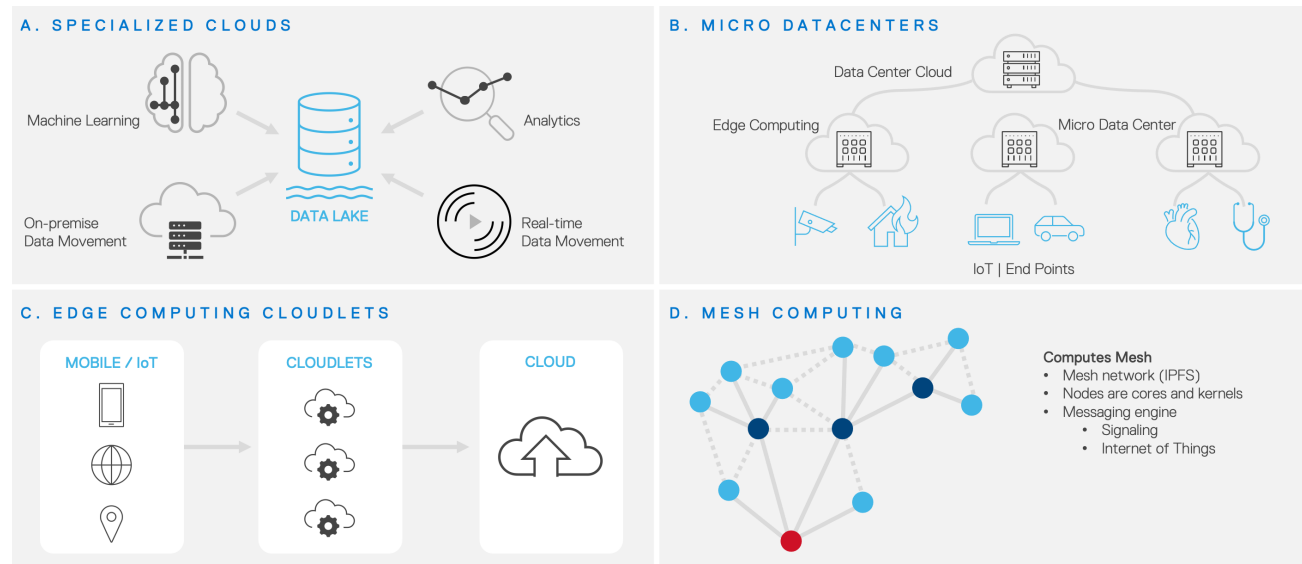 A. SPECIALIZED CLOUDS
Machine Learning
Analytics
On-premise
Data Movement
DATA LAKE
Real-time
Data Movement
B. MICRO DATACENTERS
Data Center Cloud
Edge Computing
Micro Data Center
IoT | End Points
C. EDGE COMPUTING CLOUDLETS
MOBILE / IoT
CLOUDLETS
CLOUD
D. MESH COMPUTING
Computes Mesh
• Mesh network (IPFS)
• Nodes are cores and kernels
• Messaging engine
• Signaling
• Internet of Things